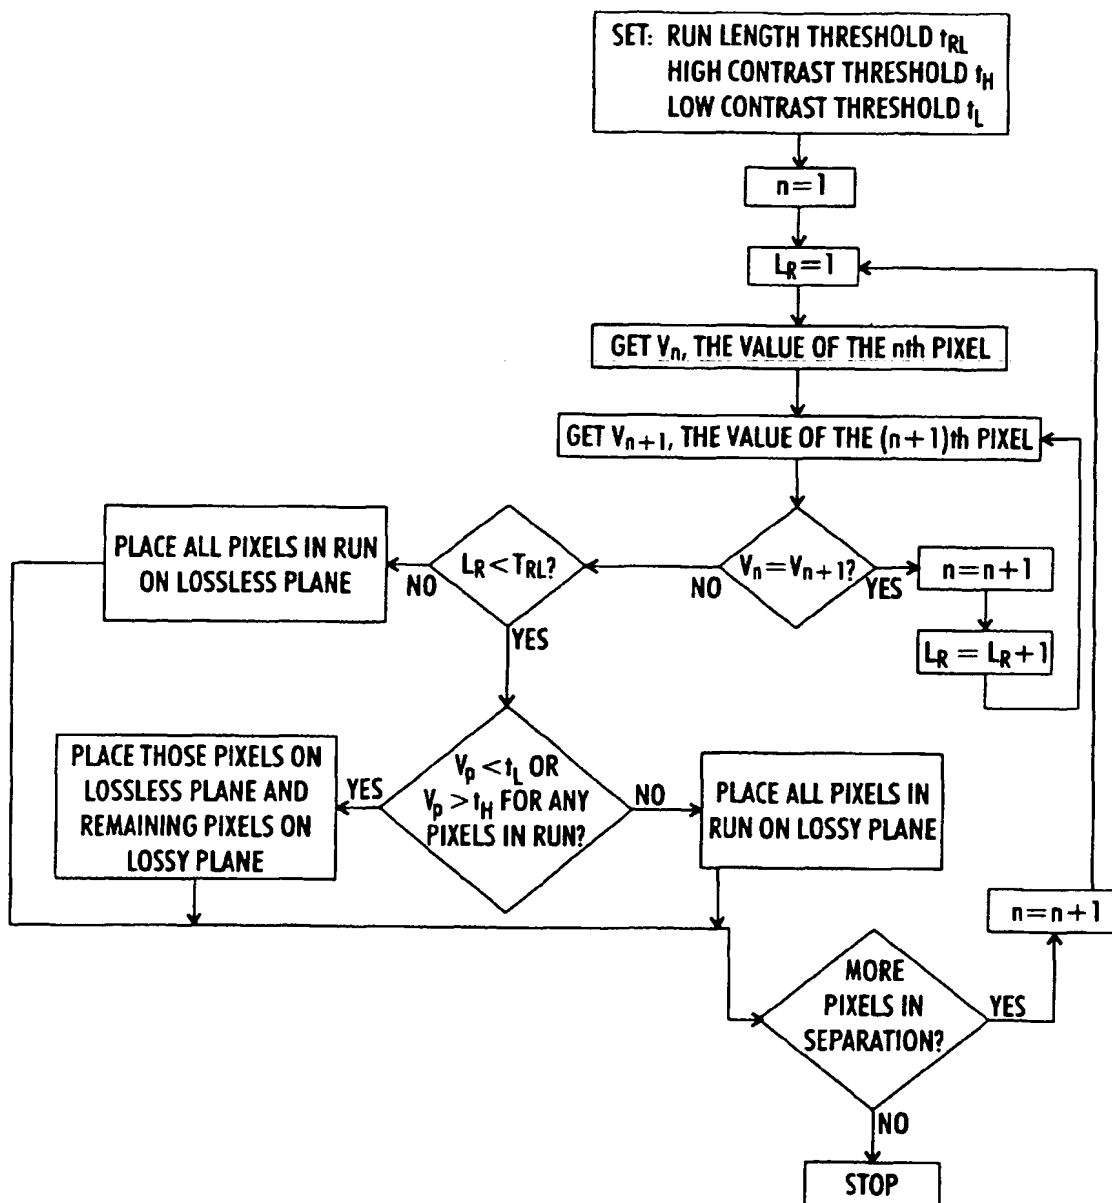 SET: RUN LENGTH THRESHOLD tRL
HIGH CONTRAST THRESHOLD tH
LOW CONTRAST THRESHOLD tL
n=1
LR=1
GET Vn, THE VALUE OF THE nth PIXEL
GET Vn+1, THE VALUE OF THE (n+1)th PIXEL
Vn=Vn+1?
YES
NO
n=n+1
LR = LR+1
LR<TRL?
NO
YES
PLACE ALL PIXELS IN RUN
ON LOSSLESS PLANE
Vp<tL OR
Vp>tH FOR ANY
PIXELS IN RUN?
YES
NO
PLACE THOSE PIXELS ON
LOSSLESS PLANE AND
REMAINING PIXELS ON
LOSSY PLANE
PLACE ALL PIXELS IN
RUN ON LOSSY PLANE
MORE
PIXELS IN
SEPARATION?
YES
n=n+1
NO
STOP